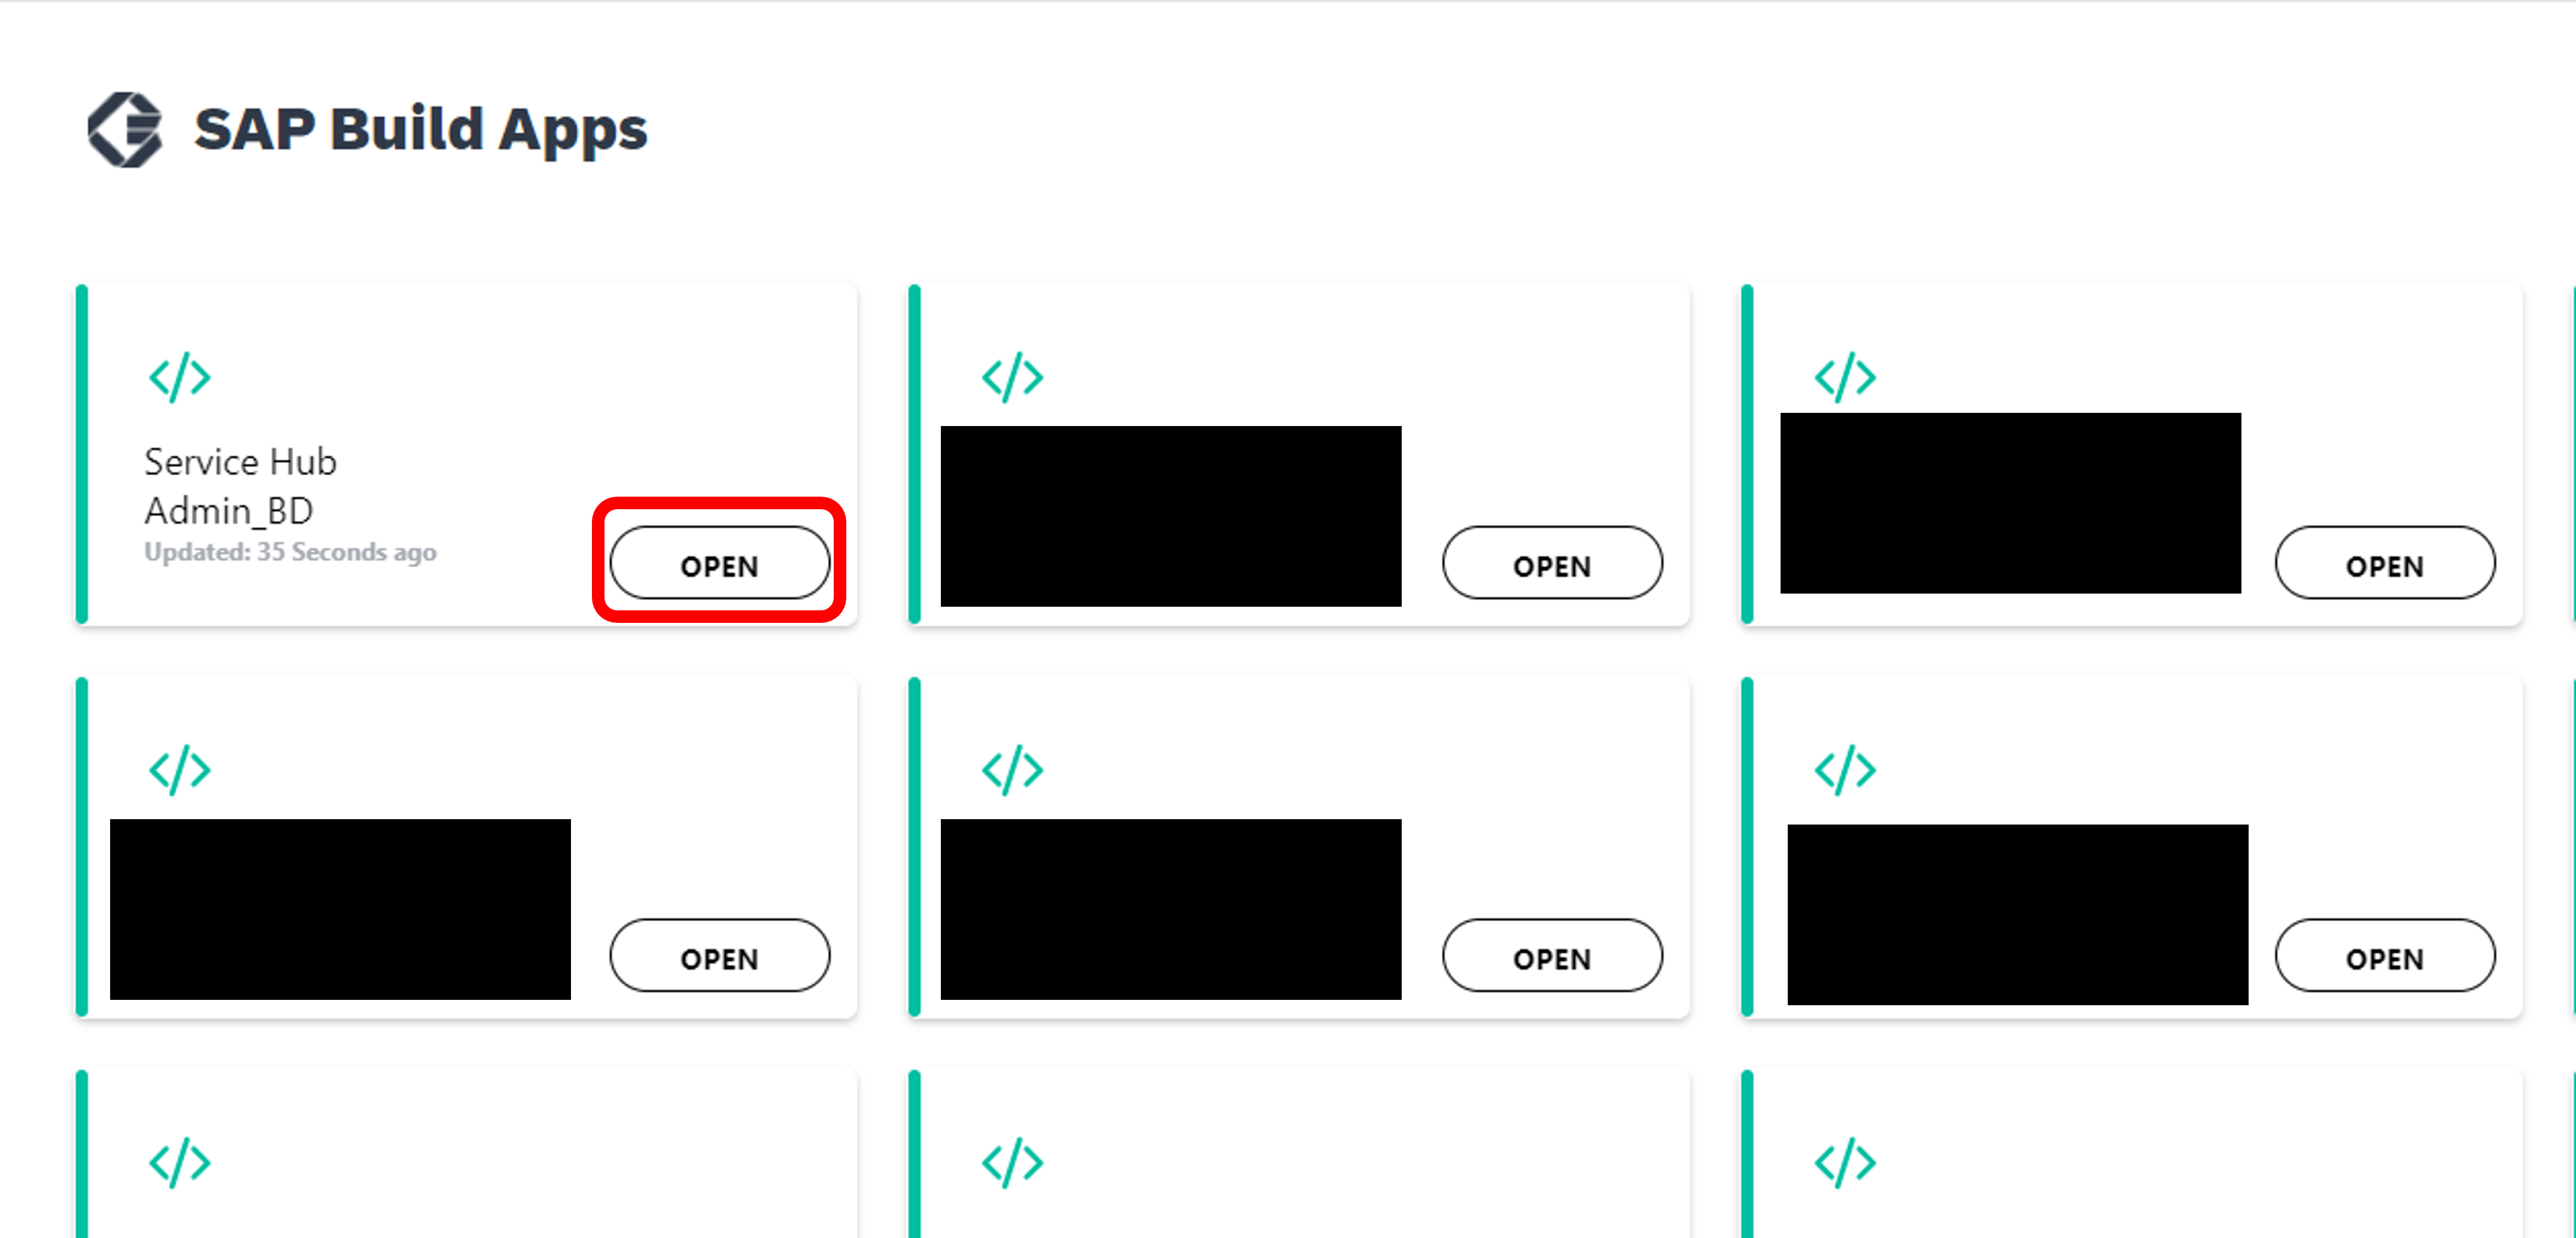 SAP Build Apps
Service Hub
Admin_BD
Updated: 35 Seconds ago
OPEN
OPEN
OPEN
OPEN
OPEN
OPEN